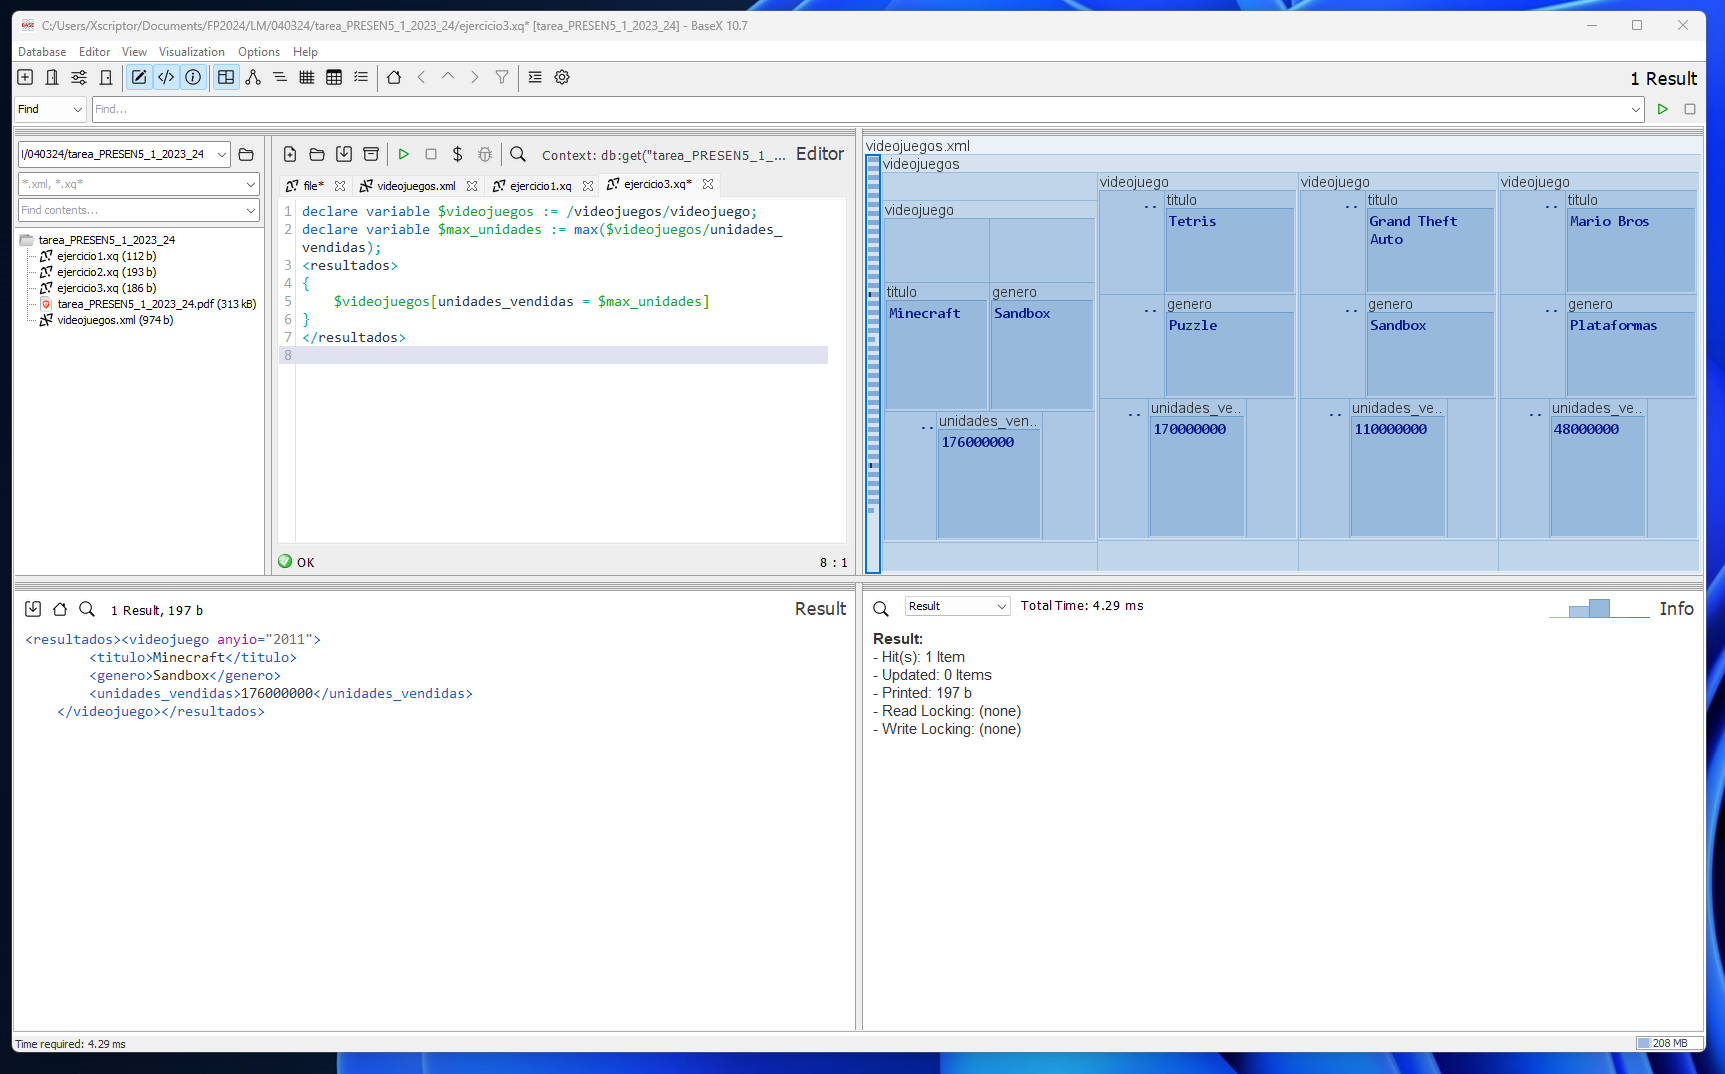 C:/Users/Xscriptor/Documents/FP2024/LM/040324/tarea_PRESEN5_1_2023_24/ejercicio3.xq* [tarea_PRESEN5_1_2023_24] - BaseX 10.7
Database Editor View Visualization Options Help
1 Result
Find Find...
l/040324/tarea_PRESEN5_1_2023_24
*.xml, *.xq*
Find contents...
tarea_PRESEN5_1_2023_24
ejercicio1.xq (112 b)
ejercicio2.xq (193 b)
ejercicio3.xq (186 b)
tarea_PRESEN5_1_2023_24.pdf (313 kB)
videojuegos.xml (974 b)
Context: db:get("tarea_PRESEN5_1_... Editor
file* videojuegos.xml ejercicio1.xq ejercicio3.xq*
1 declare variable $videojuegos := /videojuegos/videojuego;
2 declare variable $max_unidades := max($videojuegos/unidades_
vendidas);
3 <resultados>
4 {
5 $videojuegos[unidades_vendidas = $max_unidades]
6 }
7 </resultados>
8
OK 8 : 1
videojuegos.xml
videojuegos
videojuego
titulo genero
Minecraft Sandbox
.. unidades_ven..
176000000
videojuego
.. titulo
Tetris
.. genero
Puzzle
.. unidades_ve..
170000000
videojuego
.. titulo
Grand Theft
Auto
.. genero
Sandbox
.. unidades_ve..
110000000
videojuego
.. titulo
Mario Bros
.. genero
Plataformas
.. unidades_ve..
48000000
1 Result, 197 b Result
<resultados><videojuego anyio="2011">
<titulo>Minecraft</titulo>
<genero>Sandbox</genero>
<unidades_vendidas>176000000</unidades_vendidas>
</videojuego></resultados>
Result Total Time: 4.29 ms Info
Result:
- Hit(s): 1 Item
- Updated: 0 Items
- Printed: 197 b
- Read Locking: (none)
- Write Locking: (none)
Time required: 4.29 ms 208 MB